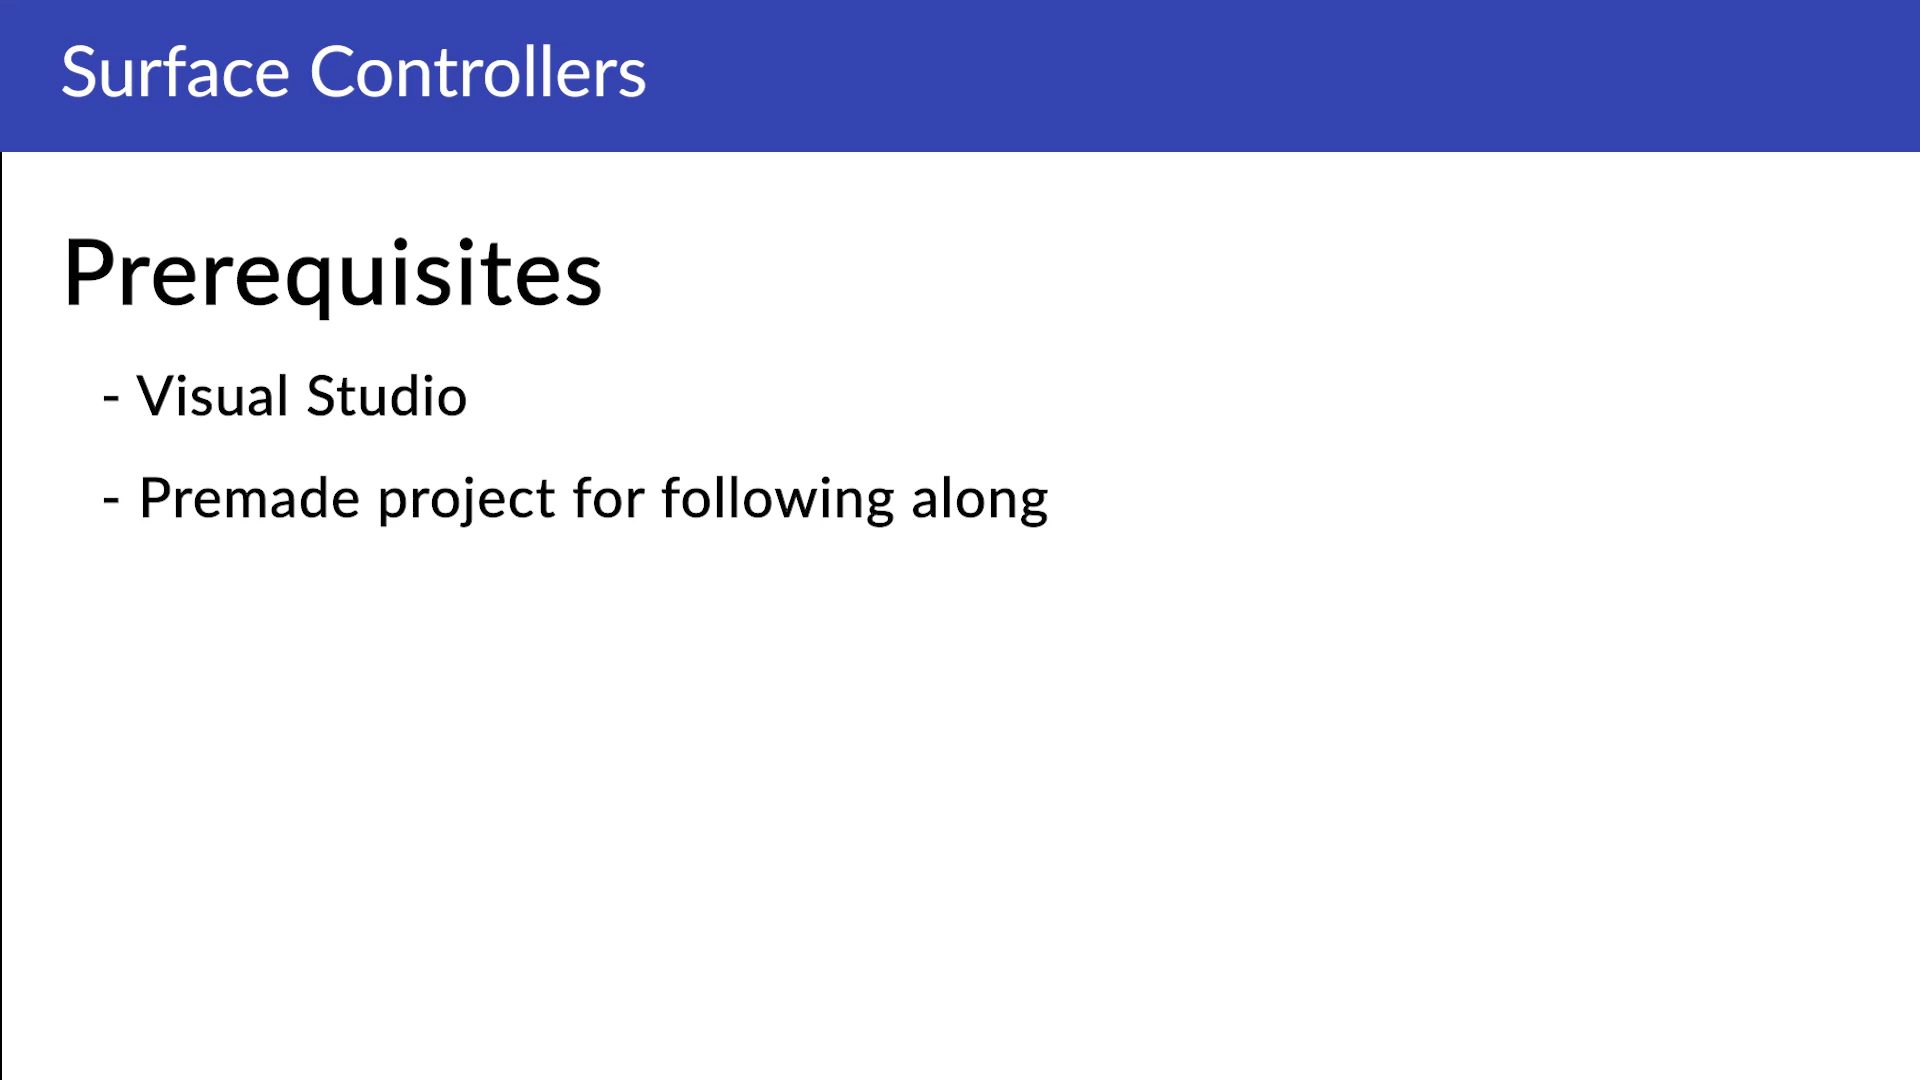 Surface Controllers
Prerequisites
- Visual Studio
- Premade project for following along